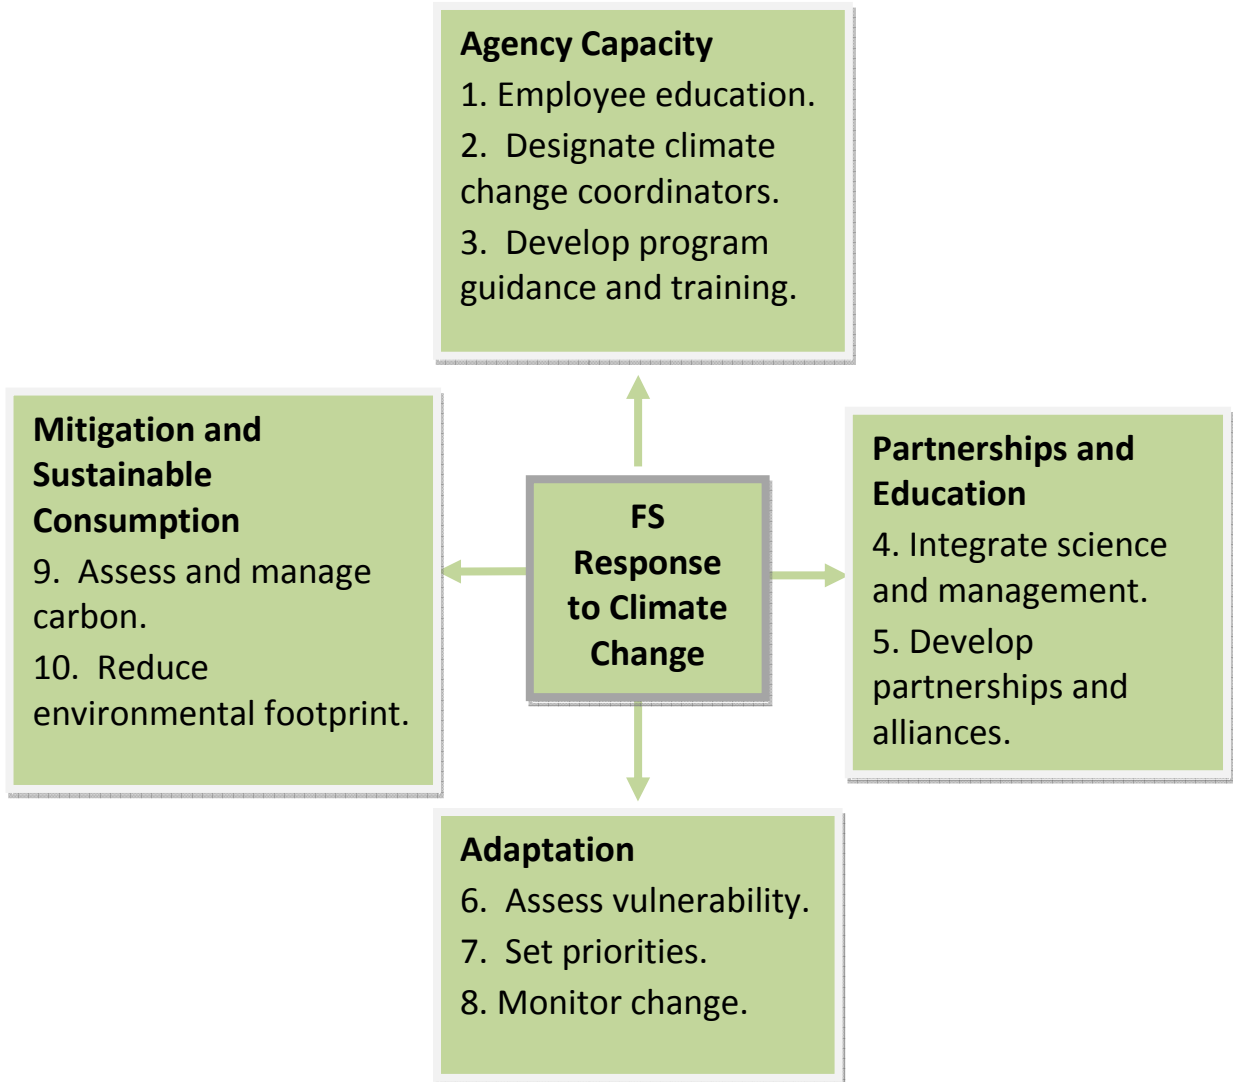 Agency Capacity
1. Employee education.
2.  Designate climate
change coordinators.
3.  Develop program
guidance and training.
Mitigation and
Sustainable
Consumption
9.  Assess and manage
carbon.
10.  Reduce
environmental footprint.
FS
Response
to Climate
Change
Partnerships and
Education
4. Integrate science
and management.
5. Develop
partnerships and
alliances.
Adaptation
6.  Assess vulnerability.
7.  Set priorities.
8. Monitor change.